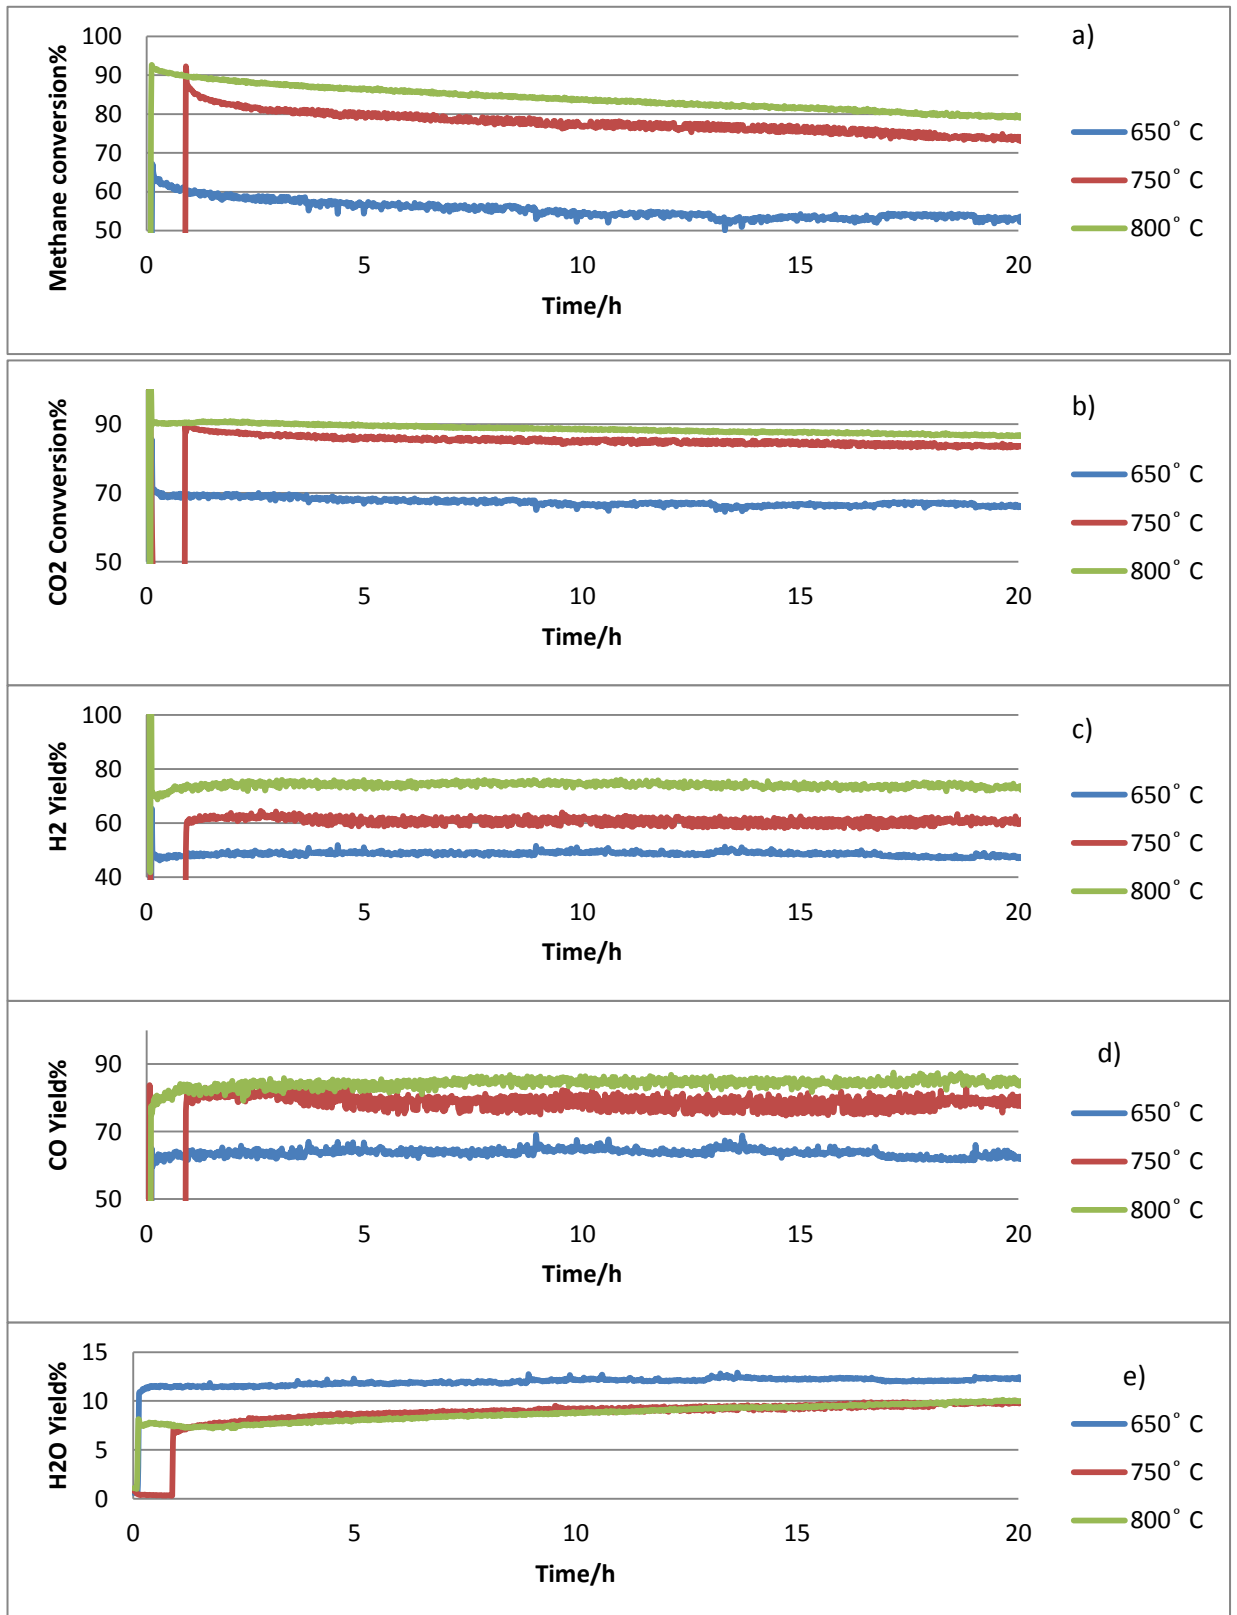 a)
Methane conversion%
100
90
80
70
60
50
0 5 10 15 20
Time/h
650° C
750° C
800° C
b)
CO2 Convversion%
90
70
50
0 5 10 15 20
Time/h
650° C
750° C
800° C
c)
H2 Yield%
100
80
60
40
0 5 10 15 20
Time/h
650° C
750° C
800° C
d)
CO Yield%
90
70
50
0 5 10 15 20
Time/h
650° C
750° C
800° C
e)
H2O Yield%
15
10
5
0
0 5 10 15 20
Time/h
650° C
750° C
800° C